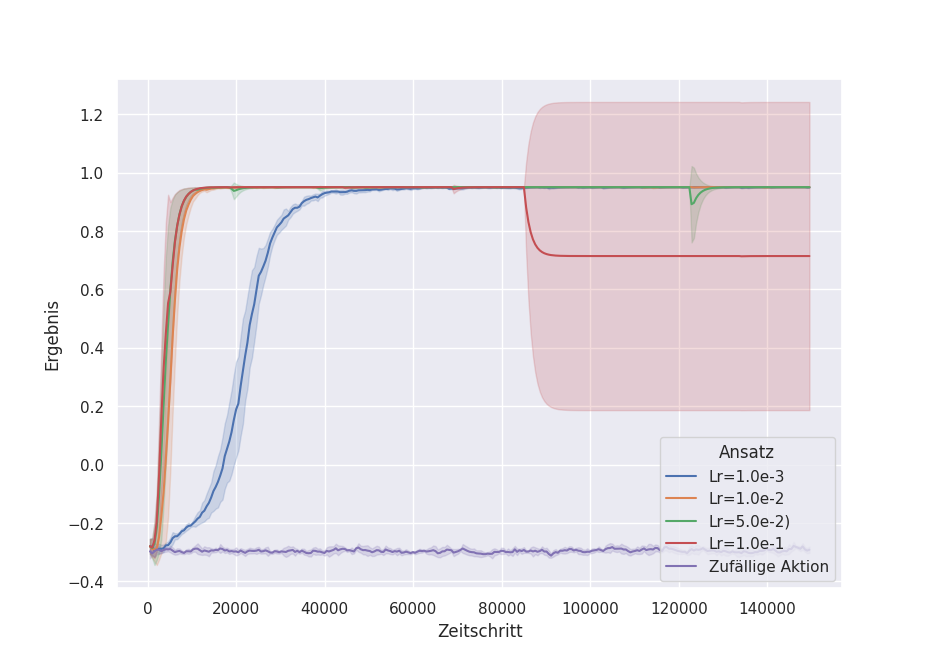 1.2
1.0
0.8
0.6
0.4
0.2
0.0
−0.2
−0.4
Ergebnis
0 20000 40000 60000 80000 100000 120000 140000
Zeitschritt
Ansatz
Lr=1.0e-3
Lr=1.0e-2
Lr=5.0e-2)
Lr=1.0e-1
Zufällige Aktion